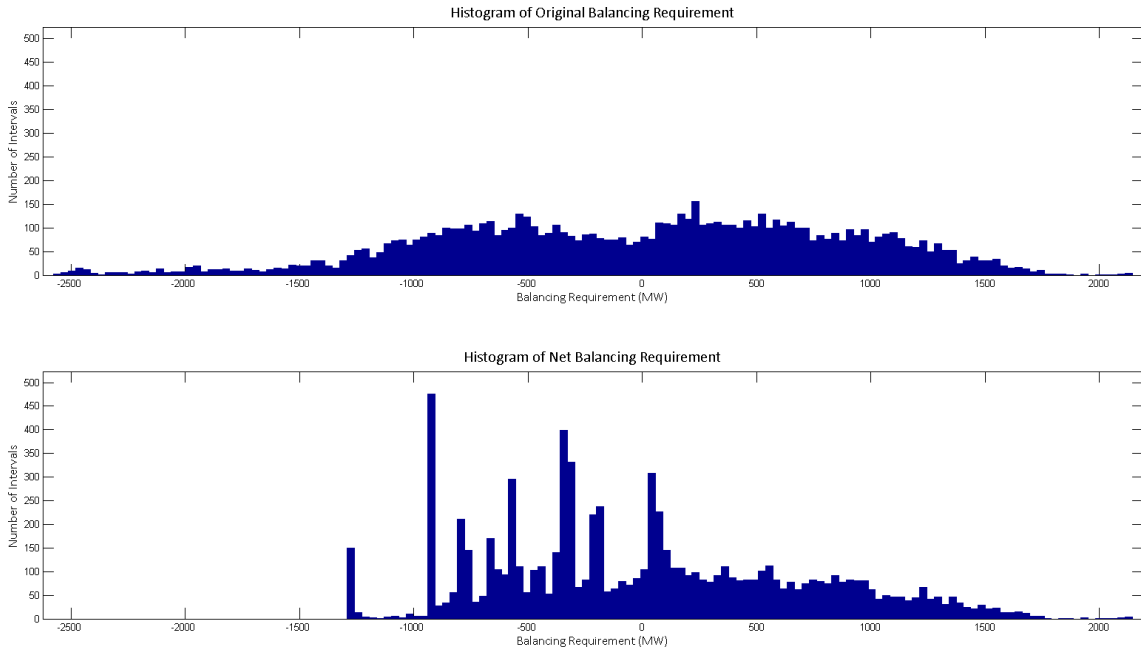 Histogram of Original Balancing Requirement
500
450
400
350
300
250
200
150
100
50
0
Number of Intervals
-2500 -2000 -1500 -1000 -500 0 500 1000 1500 2000
Balancing Requirement (MW)
Histogram of Net Balancing Requirement
500
450
400
350
300
250
200
150
100
50
0
Number of Intervals
-2500 -2000 -1500 -1000 -500 0 500 1000 1500 2000
Balancing Requirement (MW)